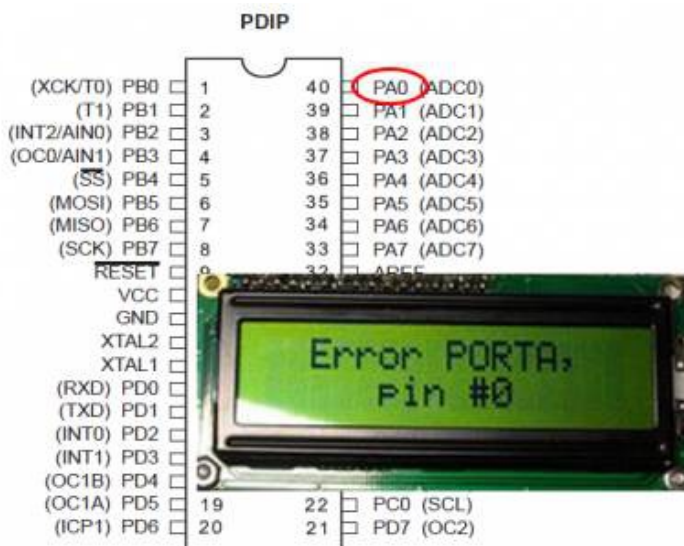 PDIP
(XCK/T0) PB0 1 40 PA0 (ADC0)
(T1) PB1 2 39 PA1 (ADC1)
(INT2/AIN0) PB2 3 38 PA2 (ADC2)
(OC0/AIN1) PB3 4 37 PA3 (ADC3)
(SS) PB4 5 36 PA4 (ADC4)
(MOSI) PB5 6 35 PA5 (ADC5)
(MISO) PB6 7 34 PA6 (ADC6)
(SCK) PB7 8 33 PA7 (ADC7)
RESET 9 32 AREF
VCC
GND
XTAL2
XTAL1
(RXD) PD0
(TXD) PD1
(INT0) PD2
(INT1) PD3
(OC1B) PD4
(OC1A) PD5 19 22 PC0 (SCL)
(ICP1) PD6 20 21 PD7 (OC2)
Error PORTA,
pin #0